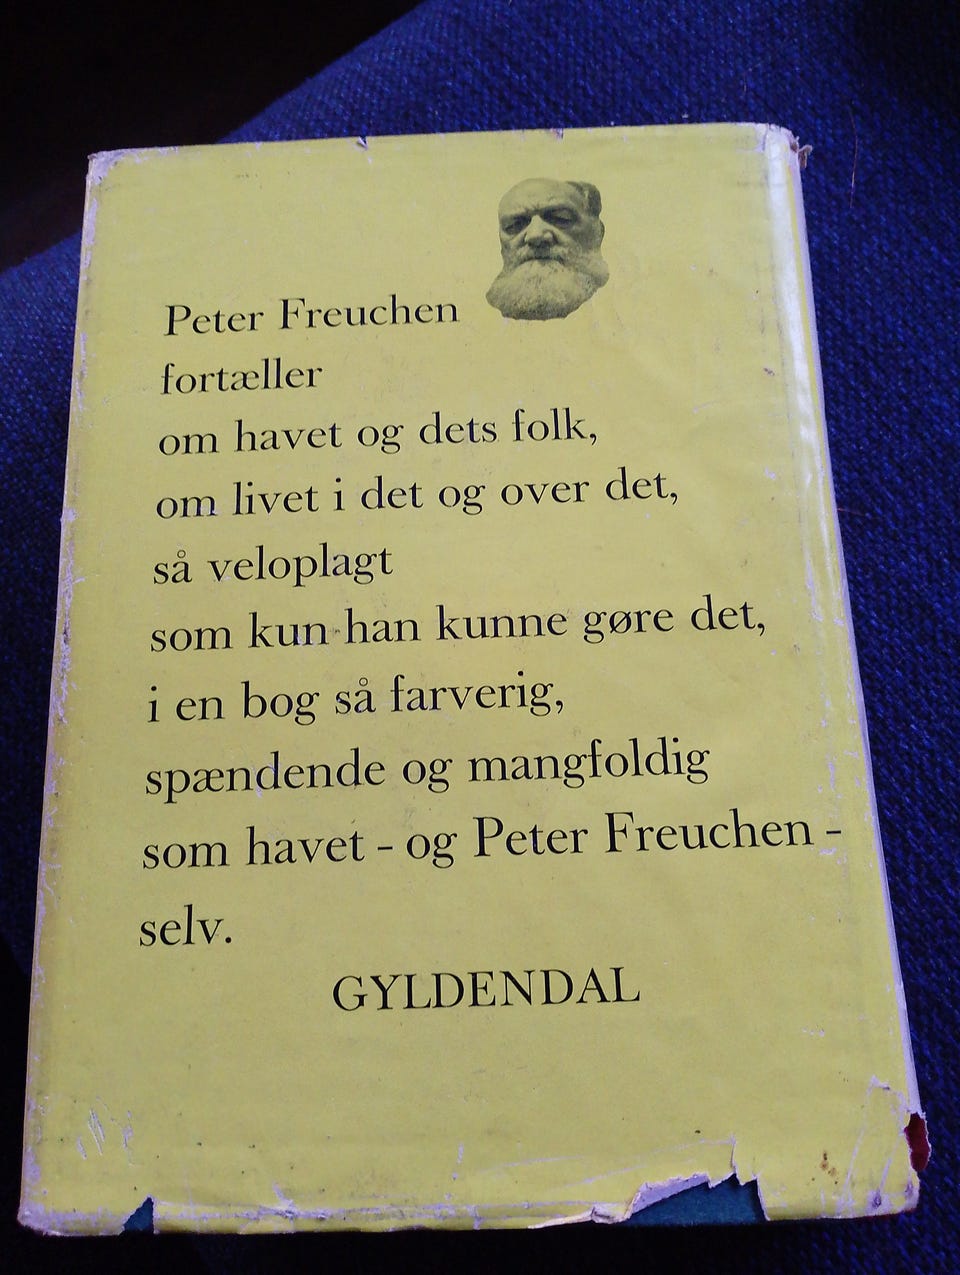 Peter Freuchen
fortæller
om havet og dets folk,
om livet i det og over det,
så veloplagt
som kun han kunne gøre det,
i en bog så farverig,
spændende og mangfoldig
som havet - og Peter Freuchen -
selv.
GYLDENDAL